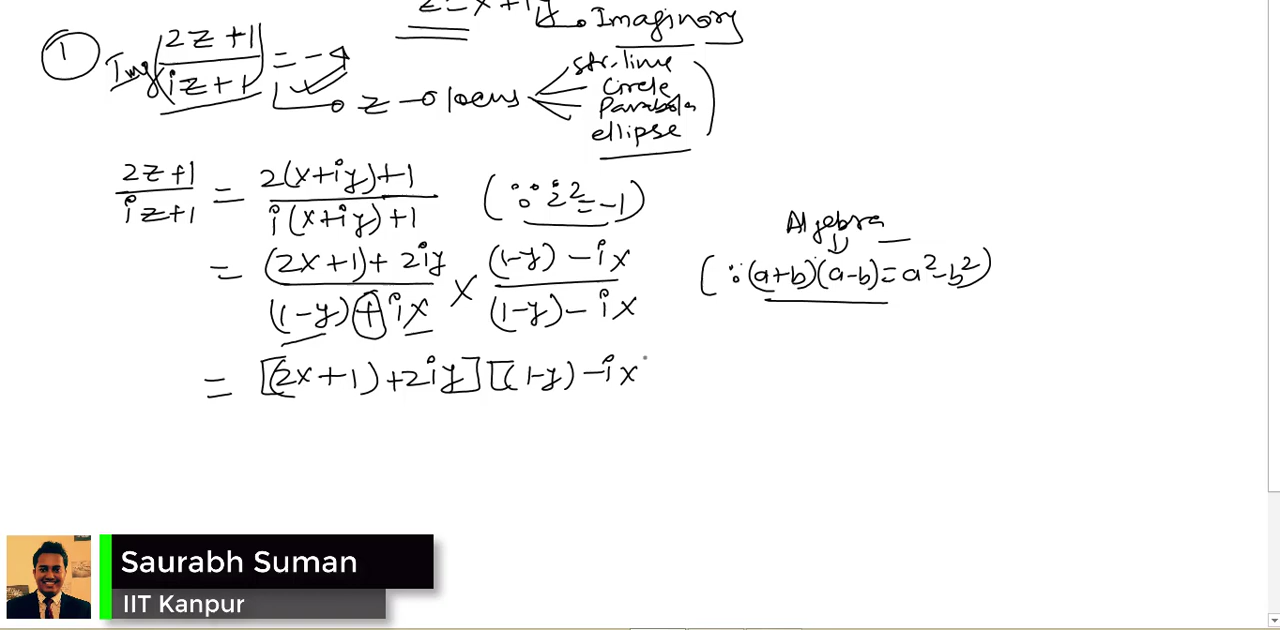 z = x + iy → Imaginory
① Img(2z+1 / iz+1) = -4
z → locus
str. line
Circle
Parabola
ellipse
2z+1 / iz+1 = 2(x+iy)+1 / i(x+iy)+1 (∵ i² = -1)
Algebra
= (2x+1)+2iy / (1-y)+ix × (1-y)-ix / (1-y)-ix (∵ (a+b)(a-b) = a²-b²)
= [(2x+1)+2iy][(1-y)-ix
Saurabh Suman
IIT Kanpur